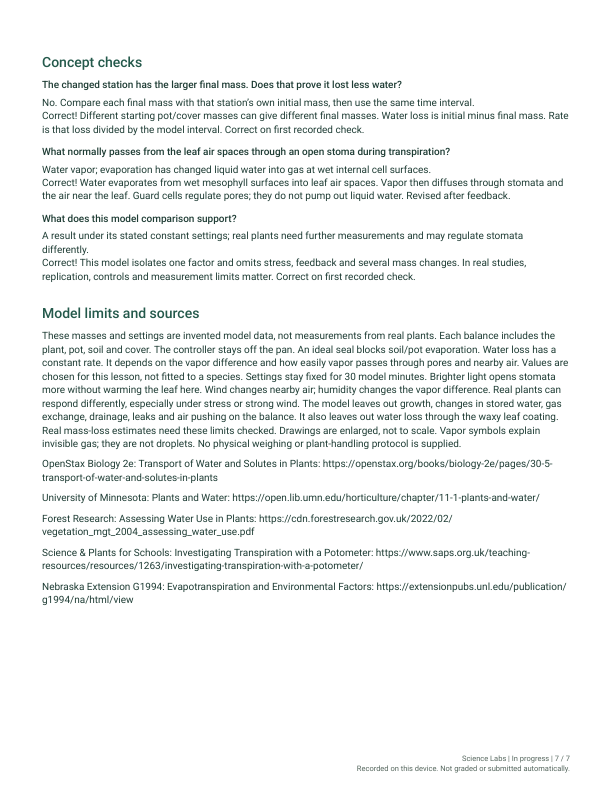 Concept checks
The changed station has the larger final mass. Does that prove it lost less water?
No. Compare each final mass with that station's own initial mass, then use the same time interval.
Correct! Different starting pot/cover masses can give different final masses. Water loss is initial minus final mass. Rate
is that loss divided by the model interval. Correct on first recorded check.
What normally passes from the leaf air spaces through an open stoma during transpiration?
Water vapor; evaporation has changed liquid water into gas at wet internal cell surfaces.
Correct! Water evaporates from wet mesophyll surfaces into leaf air spaces. Vapor then diffuses through stomata and
the air near the leaf. Guard cells regulate pores; they do not pump out liquid water. Revised after feedback.
What does this model comparison support?
A result under its stated constant settings; real plants need further measurements and may regulate stomata
differently.
Correct! This model isolates one factor and omits stress, feedback and several mass changes. In real studies,
replication, controls and measurement limits matter. Correct on first recorded check.
Model limits and sources
These masses and settings are invented model data, not measurements from real plants. Each balance includes the
plant, pot, soil and cover. The controller stays off the pan. An ideal seal blocks soil/pot evaporation. Water loss has a
constant rate. It depends on the vapor difference and how easily vapor passes through pores and nearby air. Values are
chosen for this lesson, not fitted to a species. Settings stay fixed for 30 model minutes. Brighter light opens stomata
more without warming the leaf here. Wind changes nearby air; humidity changes the vapor difference. Real plants can
respond differently, especially under stress or strong wind. The model leaves out growth, changes in stored water, gas
exchange, drainage, leaks and air pushing on the balance. It also leaves out water loss through the waxy leaf coating.
Real mass-loss estimates need these limits checked. Drawings are enlarged, not to scale. Vapor symbols explain
invisible gas; they are not droplets. No physical weighing or plant-handling protocol is supplied.
OpenStax Biology 2e: Transport of Water and Solutes in Plants: https://openstax.org/books/biology-2e/pages/30-5-
transport-of-water-and-solutes-in-plants
University of Minnesota: Plants and Water: https://open.lib.umn.edu/horticulture/chapter/11-1-plants-and-water/
Forest Research: Assessing Water Use in Plants: https://cdn.forestresearch.gov.uk/2022/02/
vegetation_mgt_2004_assessing_water_use.pdf
Science & Plants for Schools: Investigating Transpiration with a Potometer: https://www.saps.org.uk/teaching-
resources/resources/1263/investigating-transpiration-with-a-potometer/
Nebraska Extension G1994: Evapotranspiration and Environmental Factors: https://extensionpubs.unl.edu/publication/
g1994/na/html/view
Science Labs | In progress | 7 / 7
Recorded on this device. Not graded or submitted automatically.